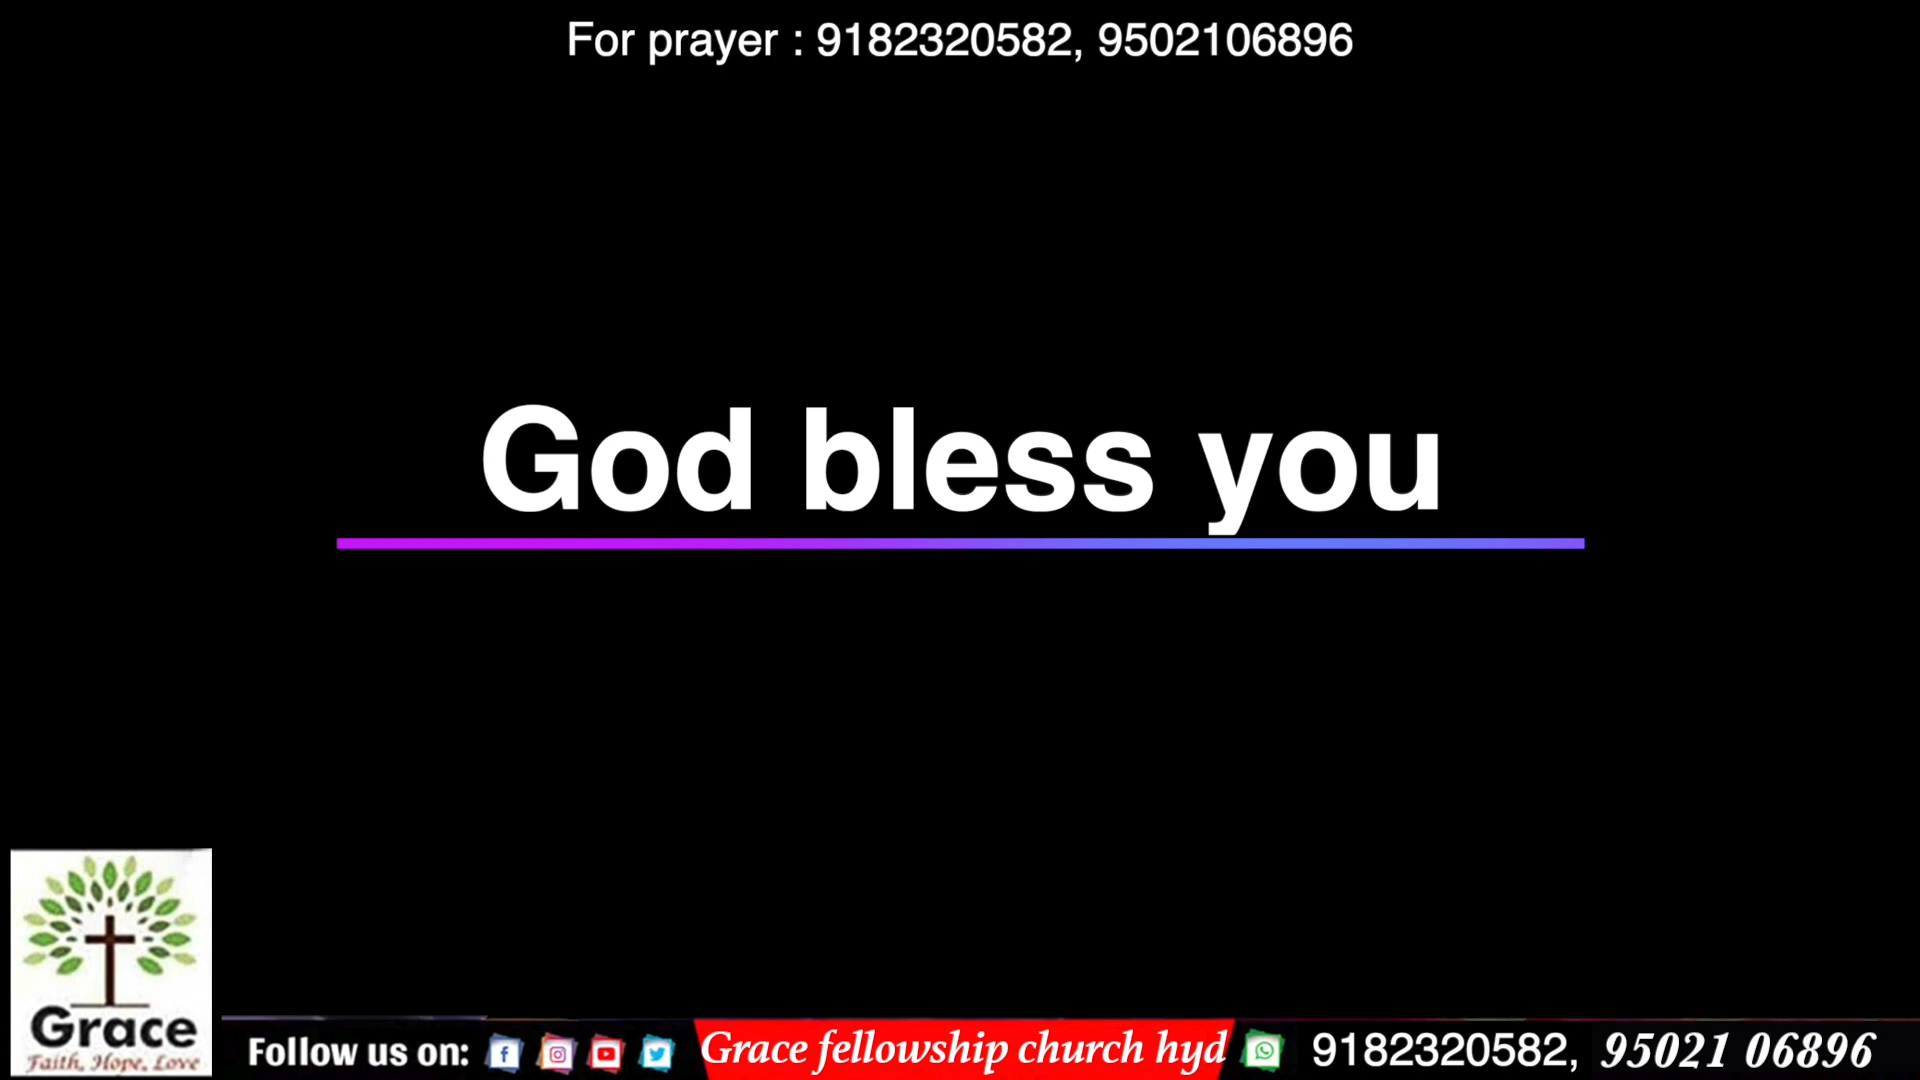 For prayer : 9182320582, 9502106896
God bless you
Grace
Faith, Hope, Love
Follow us on: Grace fellowship church hyd 9182320582, 95021 06896